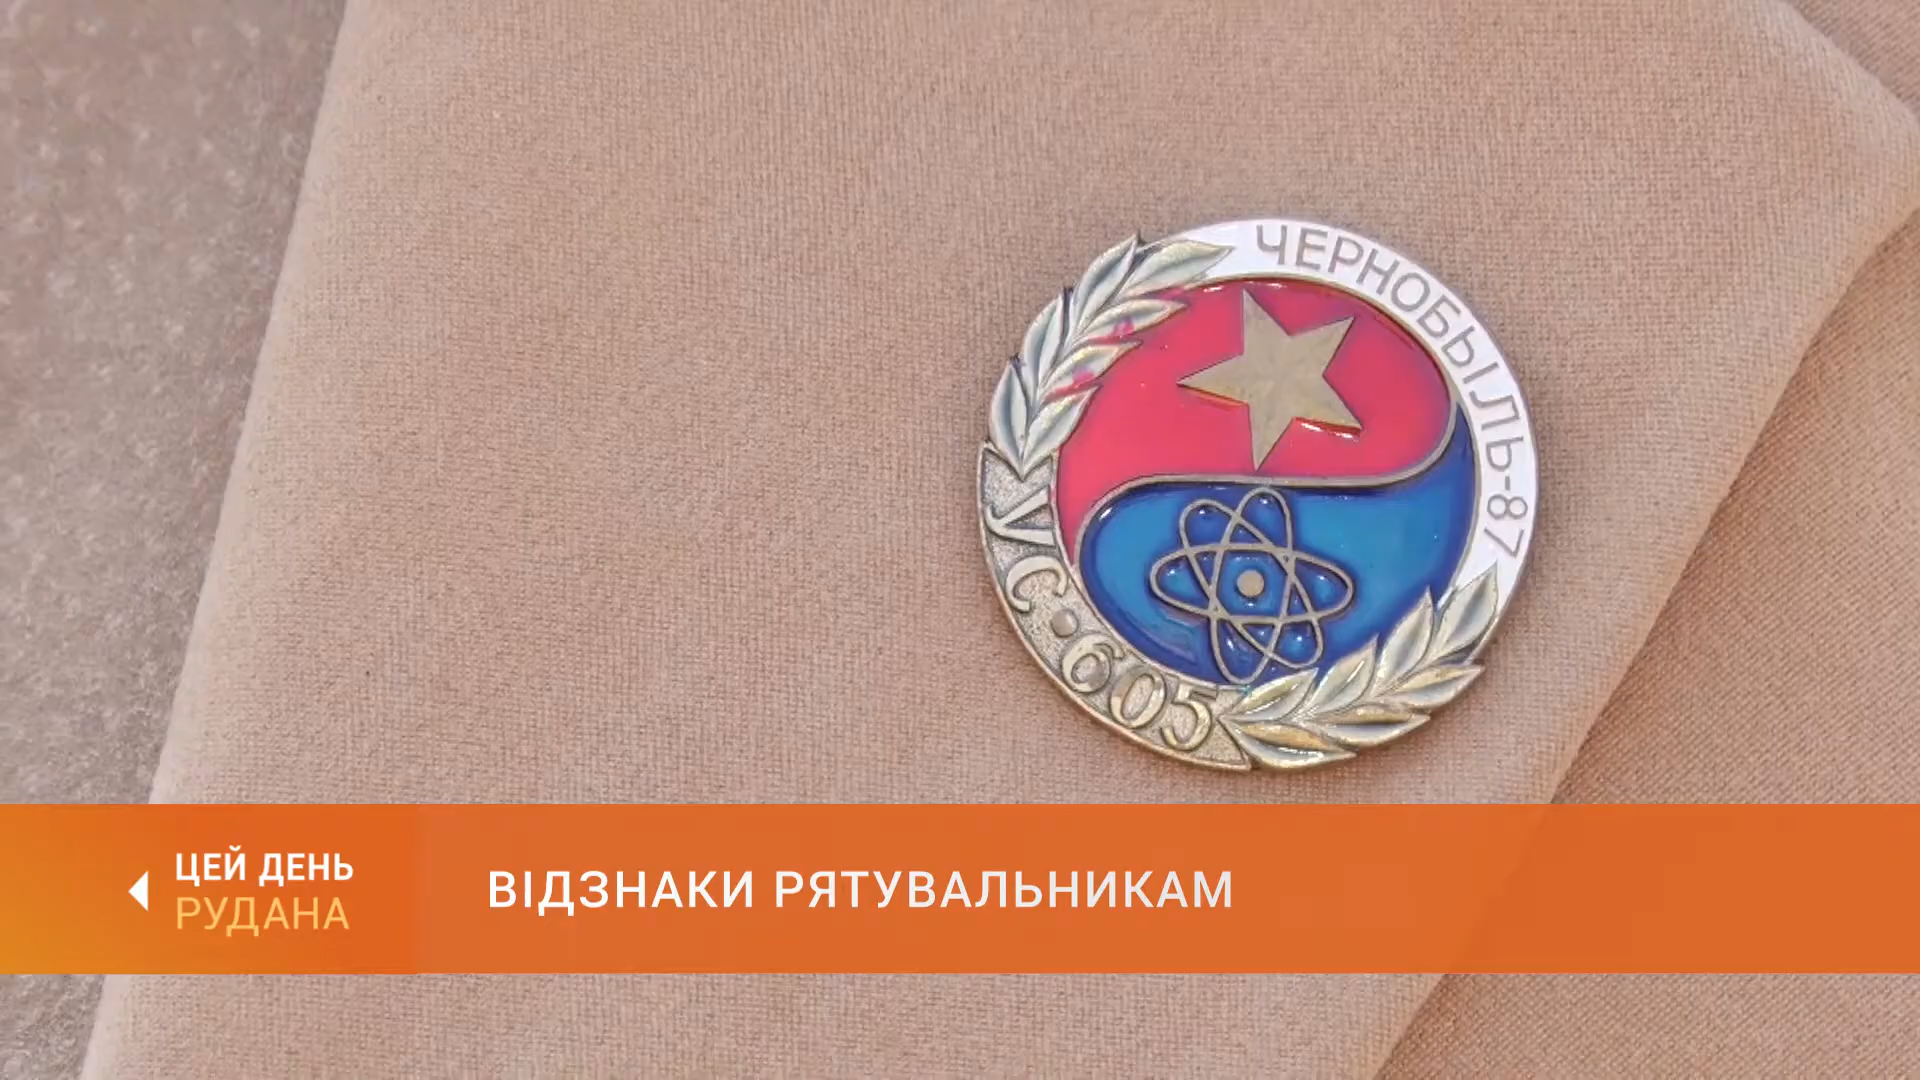 ЧЕРНОБЫЛЬ-87
УС•605
ЦЕЙ ДЕНЬ
РУДАНА
ВІДЗНАКИ РЯТУВАЛЬНИКАМ